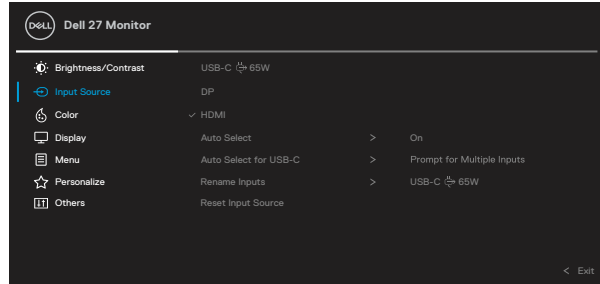 DELL Dell 27 Monitor
Brightness/Contrast USB-C 65W
Input Source DP
Color ✓ HDMI
Display Auto Select > On
Menu Auto Select for USB-C > Prompt for Multiple Inputs
Personalize Rename Inputs > USB-C 65W
Others Reset Input Source
< Exit